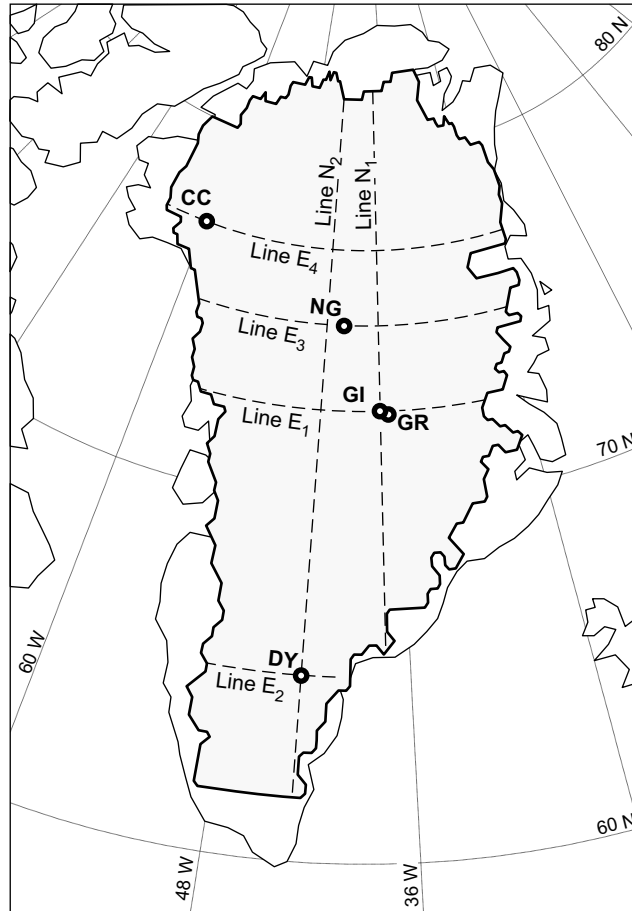 80 N
Line N2
Line N1
CC
Line E4
NG
Line E3
GI
GR
Line E1
70 N
60 W
DY
Line E2
60 N
48 W
36 W